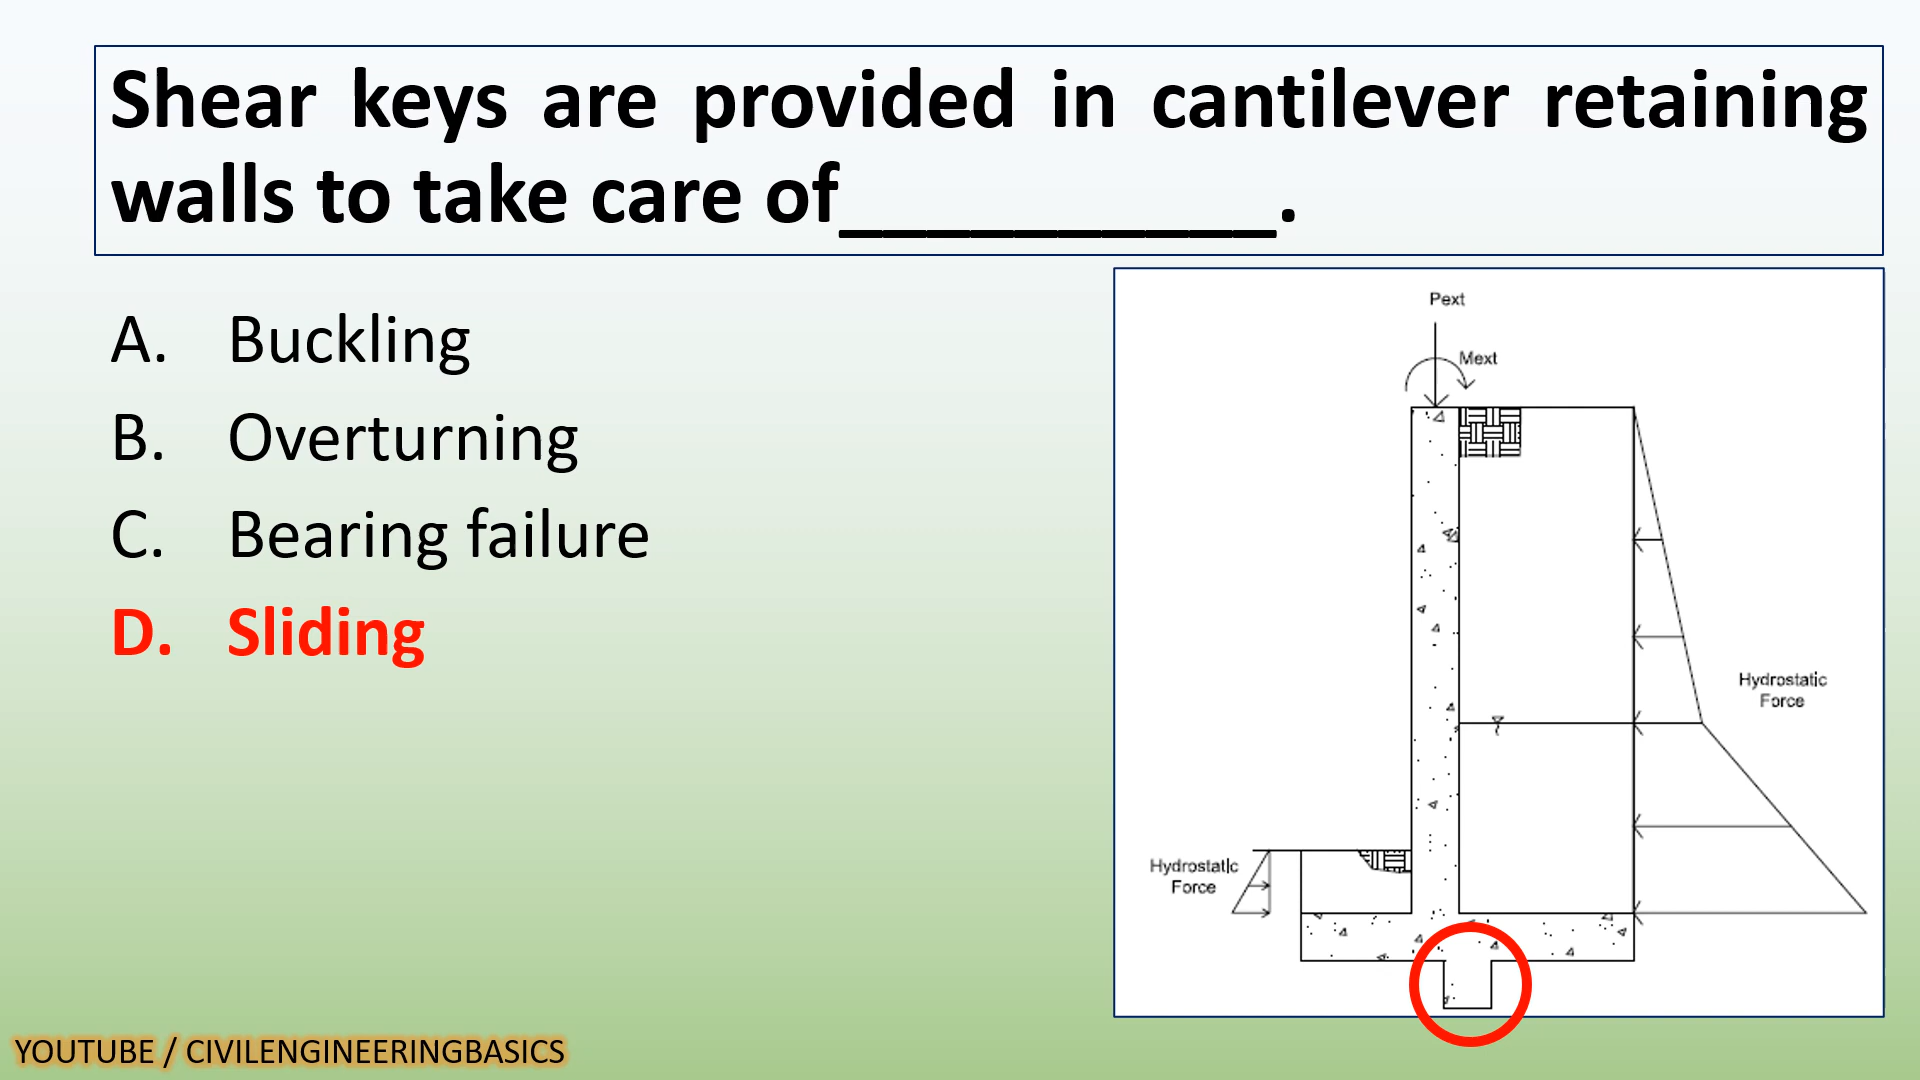 Shear keys are provided in cantilever retaining
walls to take care of__________.
A. Buckling
B. Overturning
C. Bearing failure
D. Sliding
Pext
Mext
Hydrostatic
Force
Hydrostatic
Force
YOUTUBE / CIVILENGINEERINGBASICS